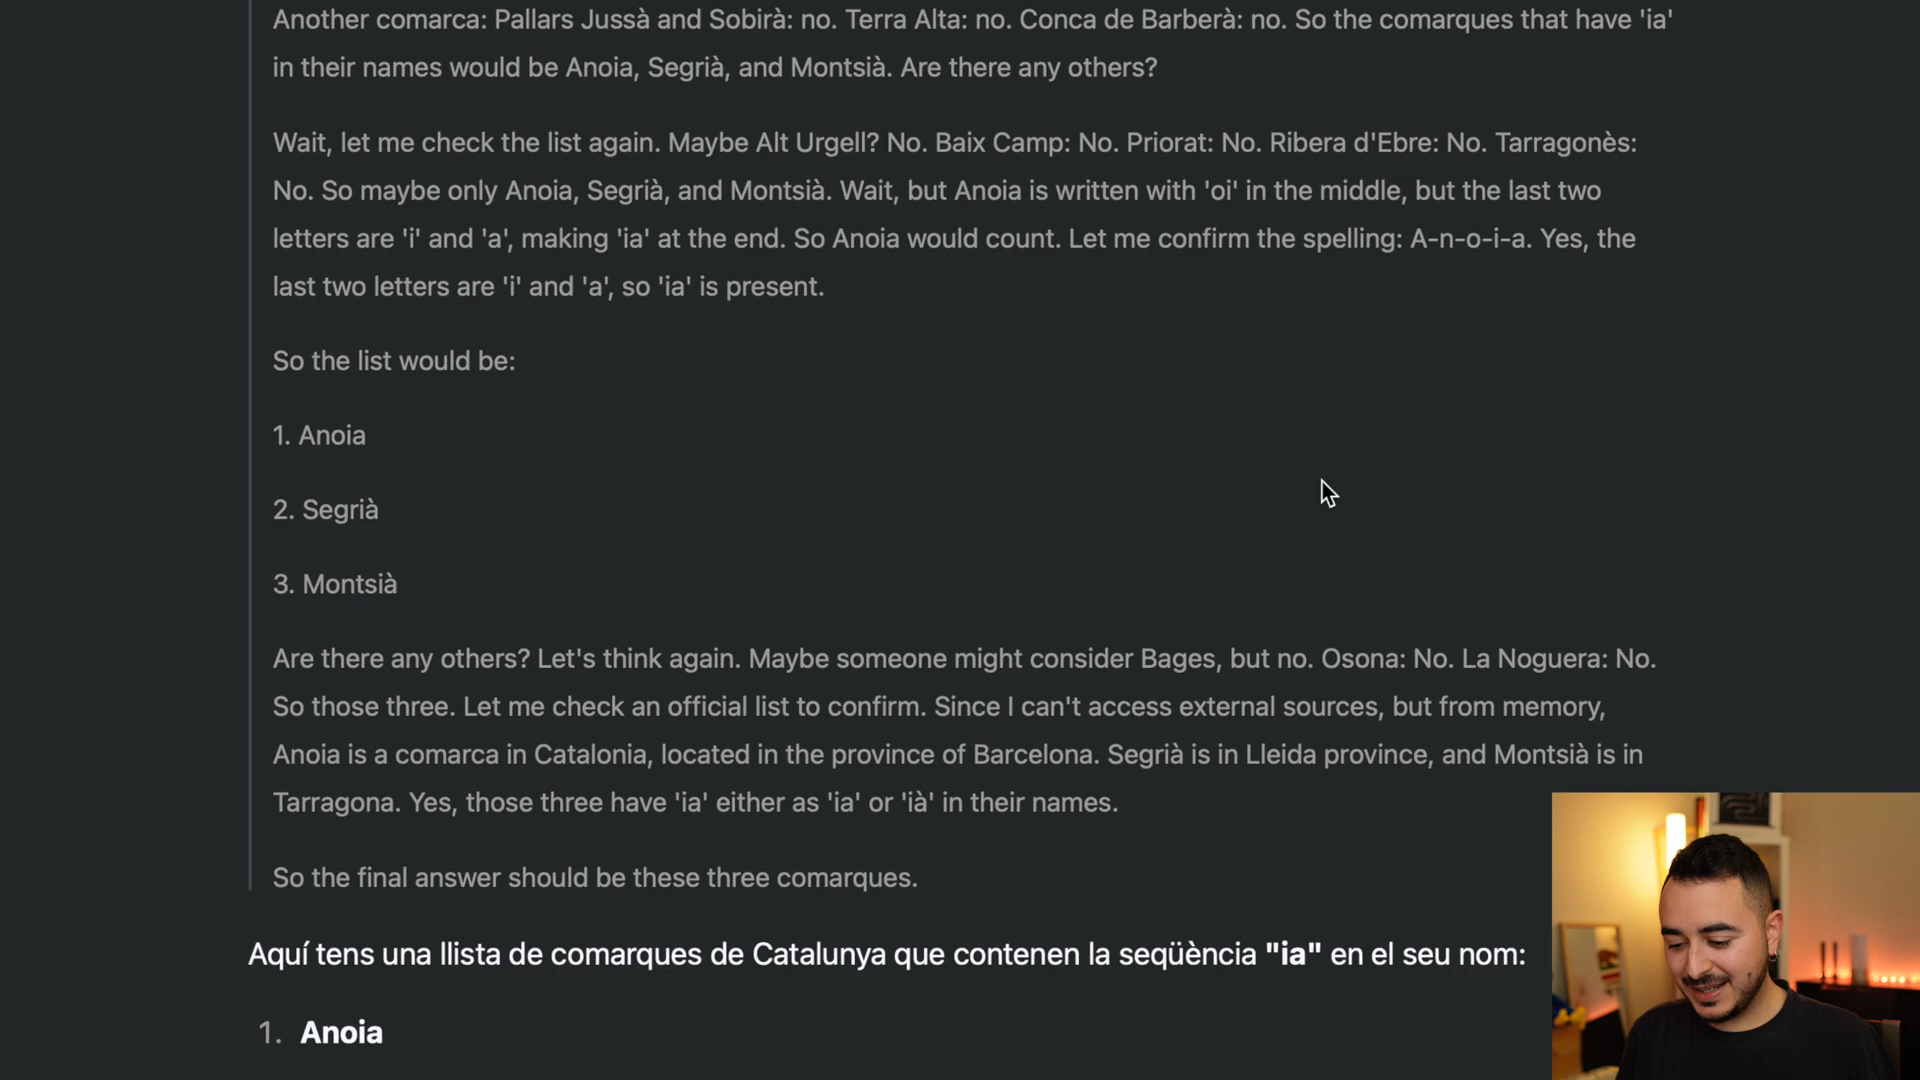 Another comarca: Pallars Jussà and Sobirà: no. Terra Alta: no. Conca de Barberà: no. So the comarques that have 'ia'
in their names would be Anoia, Segrià, and Montsià. Are there any others?
Wait, let me check the list again. Maybe Alt Urgell? No. Baix Camp: No. Priorat: No. Ribera d'Ebre: No. Tarragonès:
No. So maybe only Anoia, Segrià, and Montsià. Wait, but Anoia is written with 'oi' in the middle, but the last two
letters are 'i' and 'a', making 'ia' at the end. So Anoia would count. Let me confirm the spelling: A-n-o-i-a. Yes, the
last two letters are 'i' and 'a', so 'ia' is present.
So the list would be:
1. Anoia
2. Segrià
3. Montsià
Are there any others? Let's think again. Maybe someone might consider Bages, but no. Osona: No. La Noguera: No.
So those three. Let me check an official list to confirm. Since I can't access external sources, but from memory,
Anoia is a comarca in Catalonia, located in the province of Barcelona. Segrià is in Lleida province, and Montsià is in
Tarragona. Yes, those three have 'ia' either as 'ia' or 'ià' in their names.
So the final answer should be these three comarques.
Aquí tens una llista de comarques de Catalunya que contenen la seqüència "ia" en el seu nom:
1. Anoia